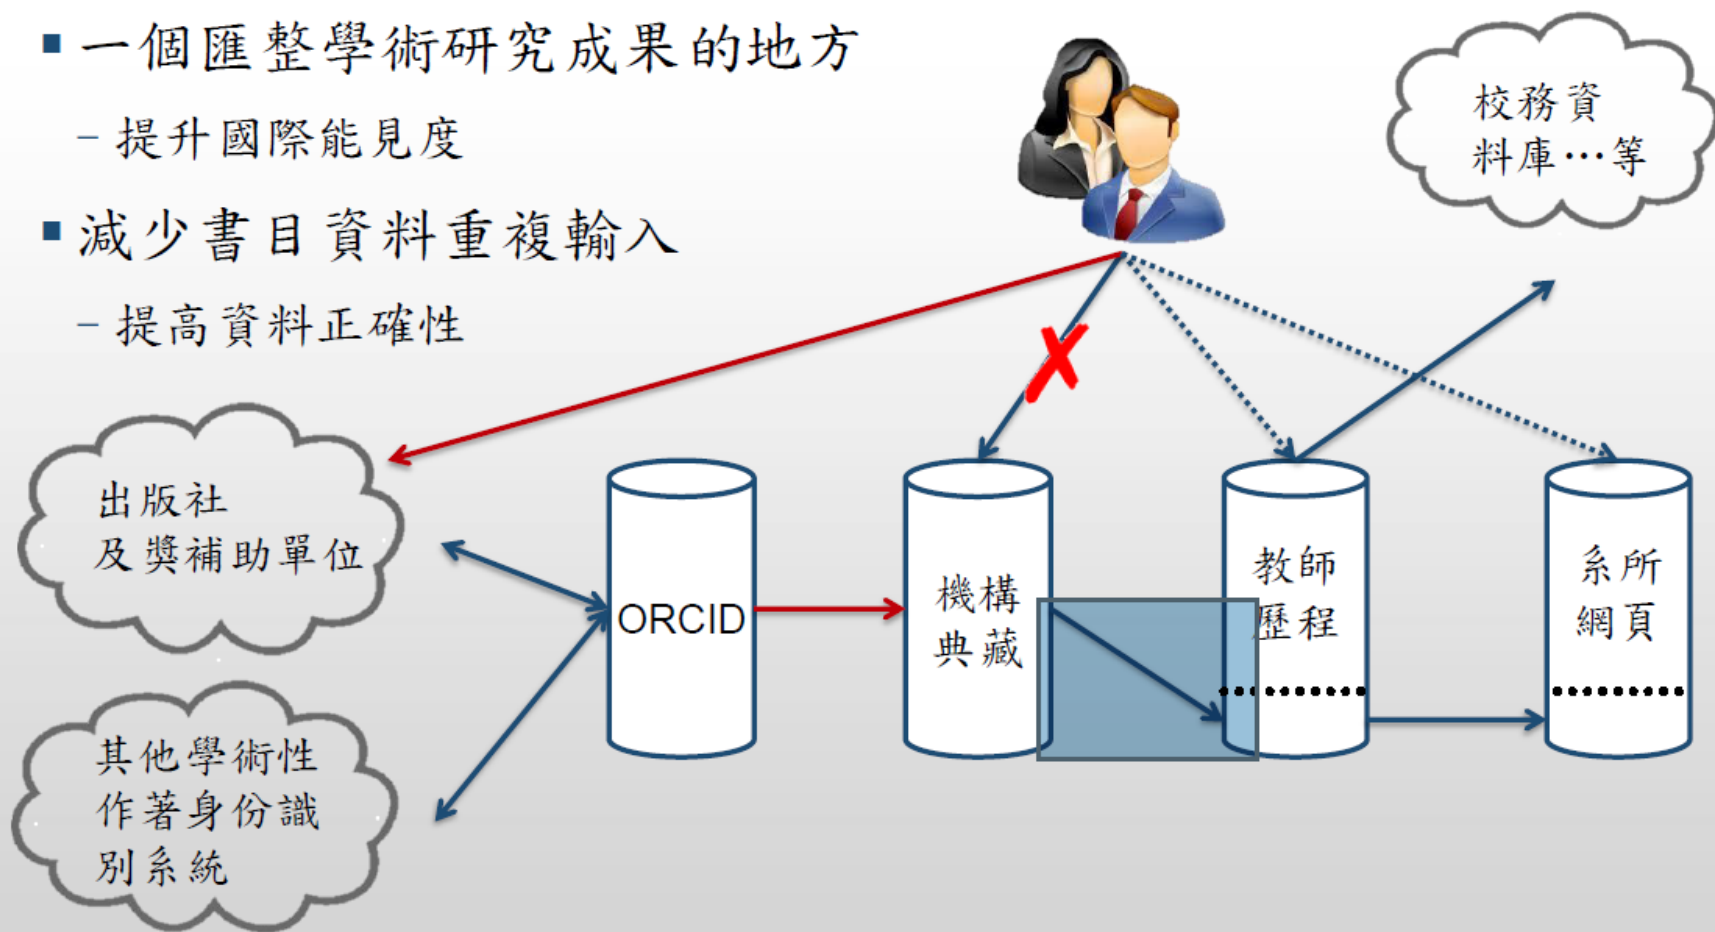 ▪ 一個匯整學術研究成果的地方
– 提升國際能見度
▪ 減少書目資料重複輸入
– 提高資料正確性
校務資
料庫…等
出版社
及獎補助單位
ORCID
機構
典藏
教師
歷程
系所
網頁
其他學術性
作著身份識
別系統